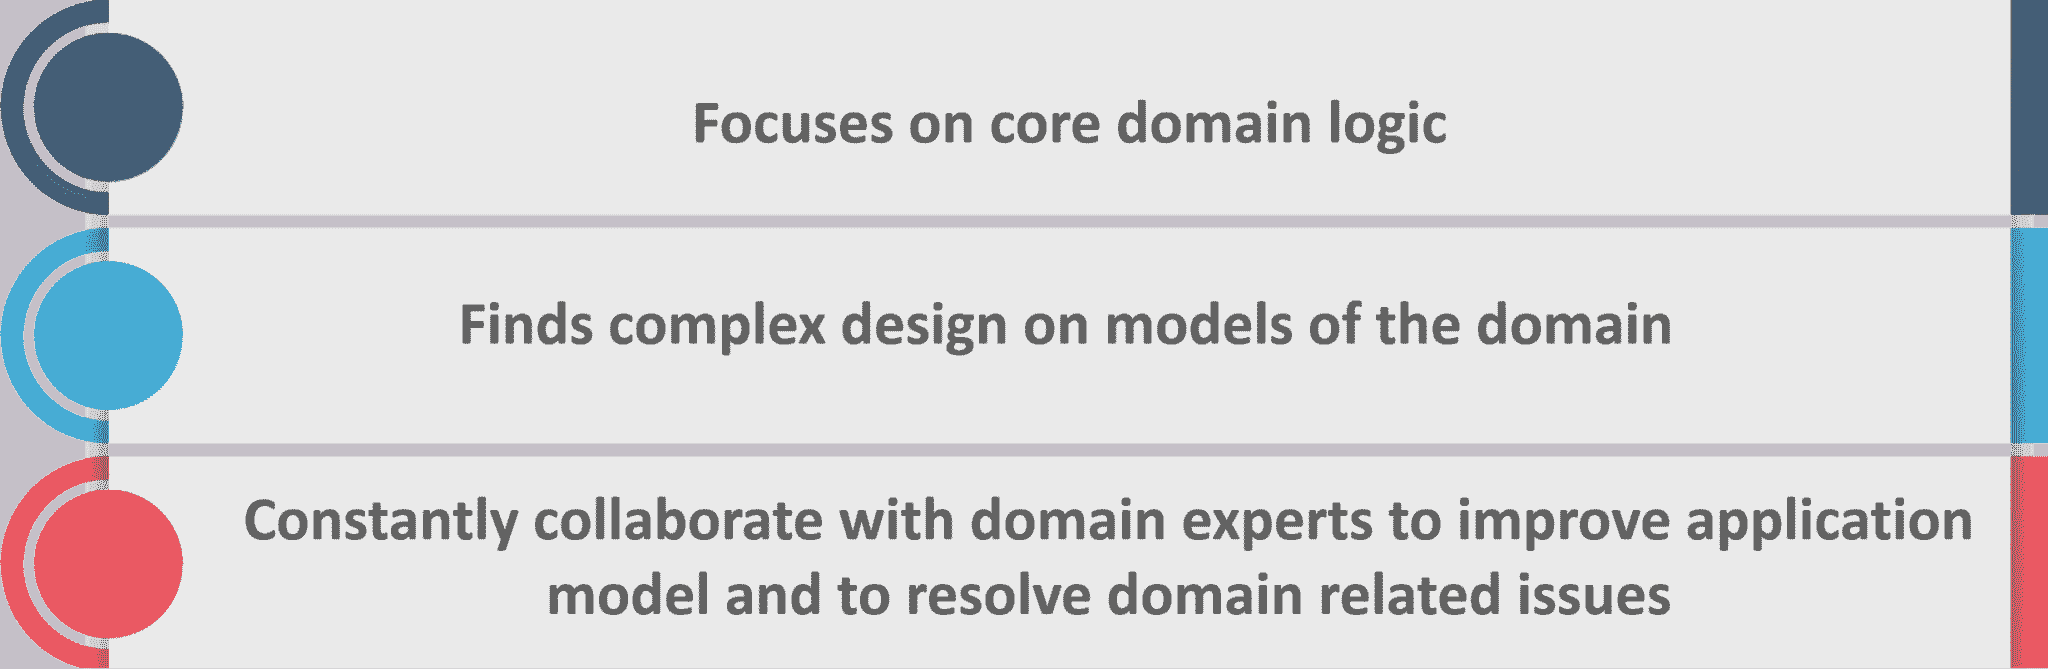 Focuses on core domain logic
Finds complex design on models of the domain
Constantly collaborate with domain experts to improve application
model and to resolve domain related issues